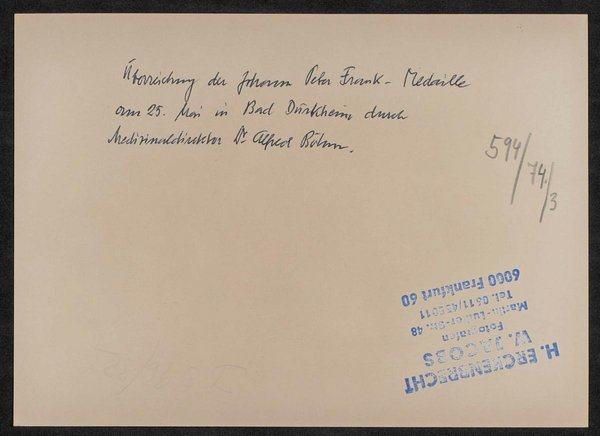 Überreichung der Johann Peter Frank - Medaille
am 25. Mai in Bad Dürkheim durch
Medizinaldirektor Dr. Alfred Böhm.
594/74/3
H. ERCKENBRECHT
W. JACOBS
Fotografen
Martin-Luther-Str. 48
Tel. 0611/435011
6000 Frankfurt 60